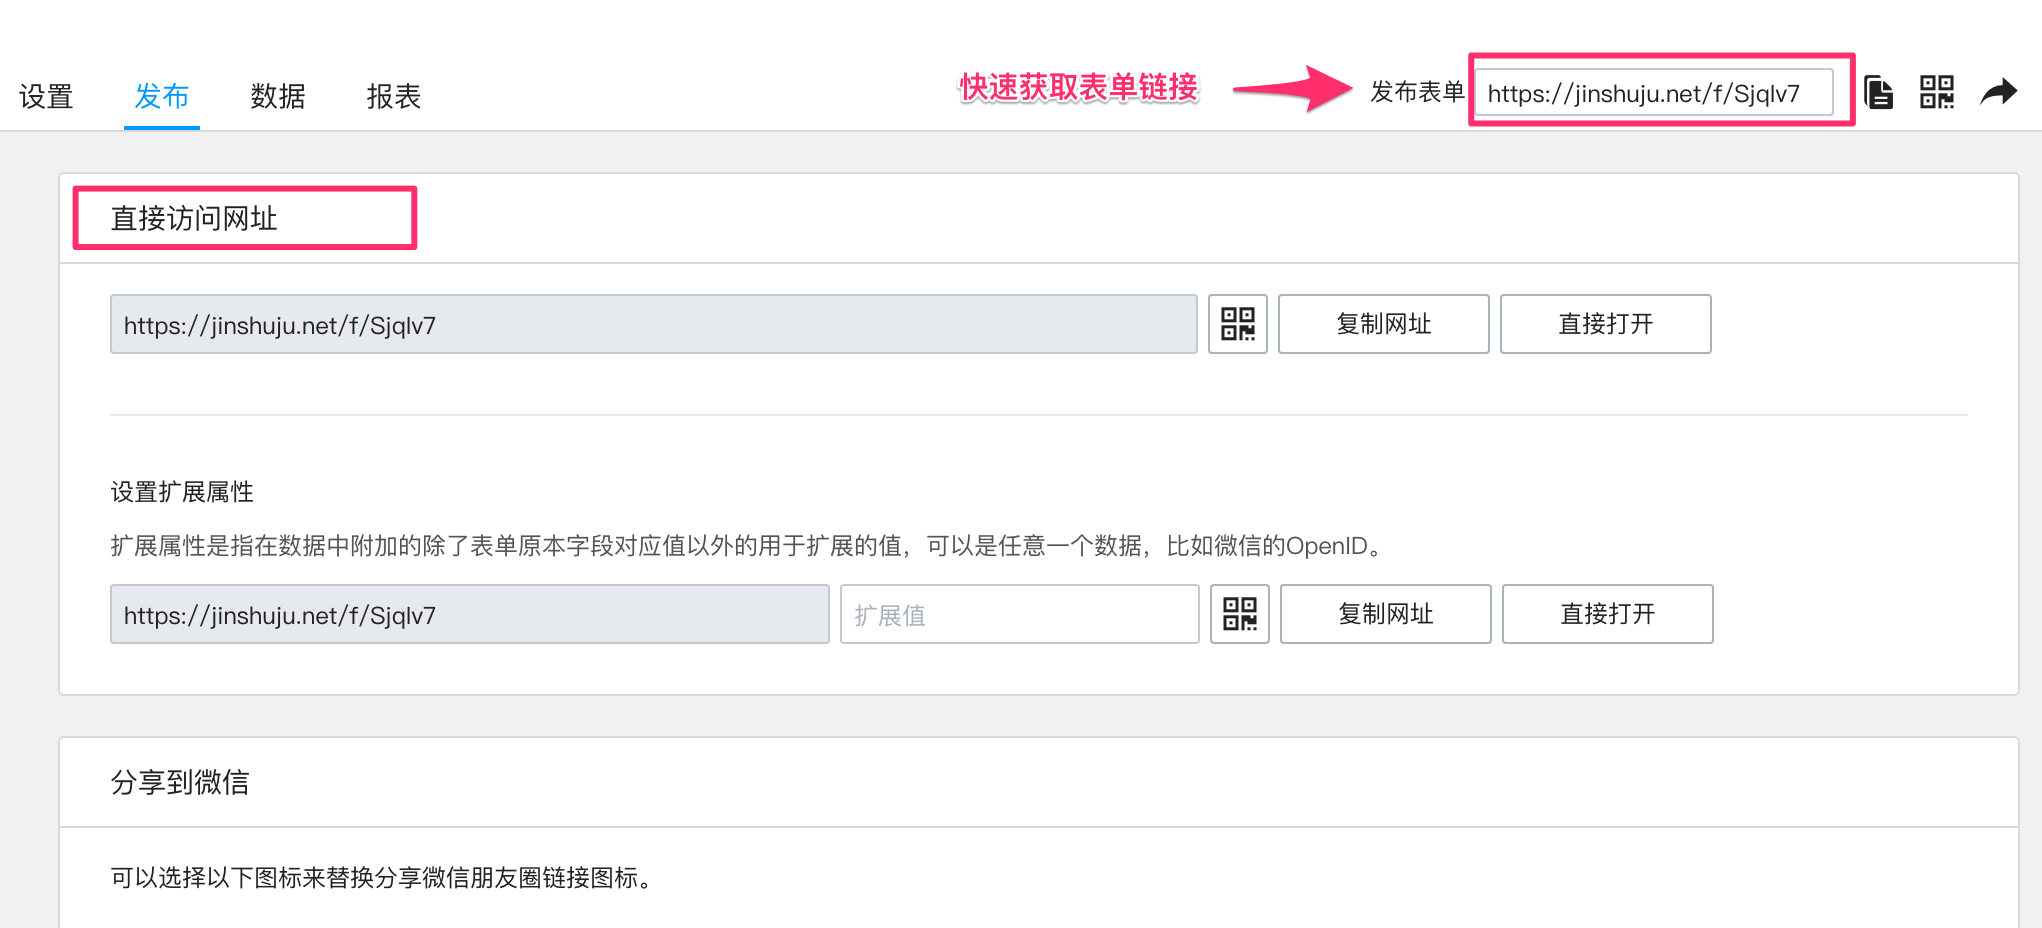 设置 发布 数据 报表 快速获取表单链接 发布表单 https://jinshuju.net/f/Sjqlv7
直接访问网址
https://jinshuju.net/f/Sjqlv7 复制网址 直接打开
设置扩展属性
扩展属性是指在数据中附加的除了表单原本字段对应值以外的用于扩展的值，可以是任意一个数据，比如微信的OpenID。
https://jinshuju.net/f/Sjqlv7 扩展值 复制网址 直接打开
分享到微信
可以选择以下图标来替换分享微信朋友圈链接图标。